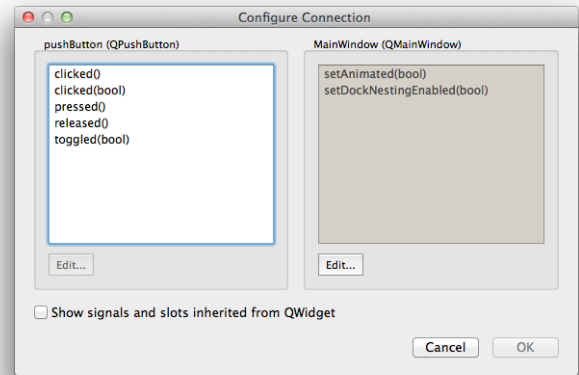 Configure Connection
pushButton (QPushButton)
MainWindow (QMainWindow)
clicked()
clicked(bool)
pressed()
released()
toggled(bool)
setAnimated(bool)
setDockNestingEnabled(bool)
Edit...
Edit...
Show signals and slots inherited from QWidget
Cancel
OK